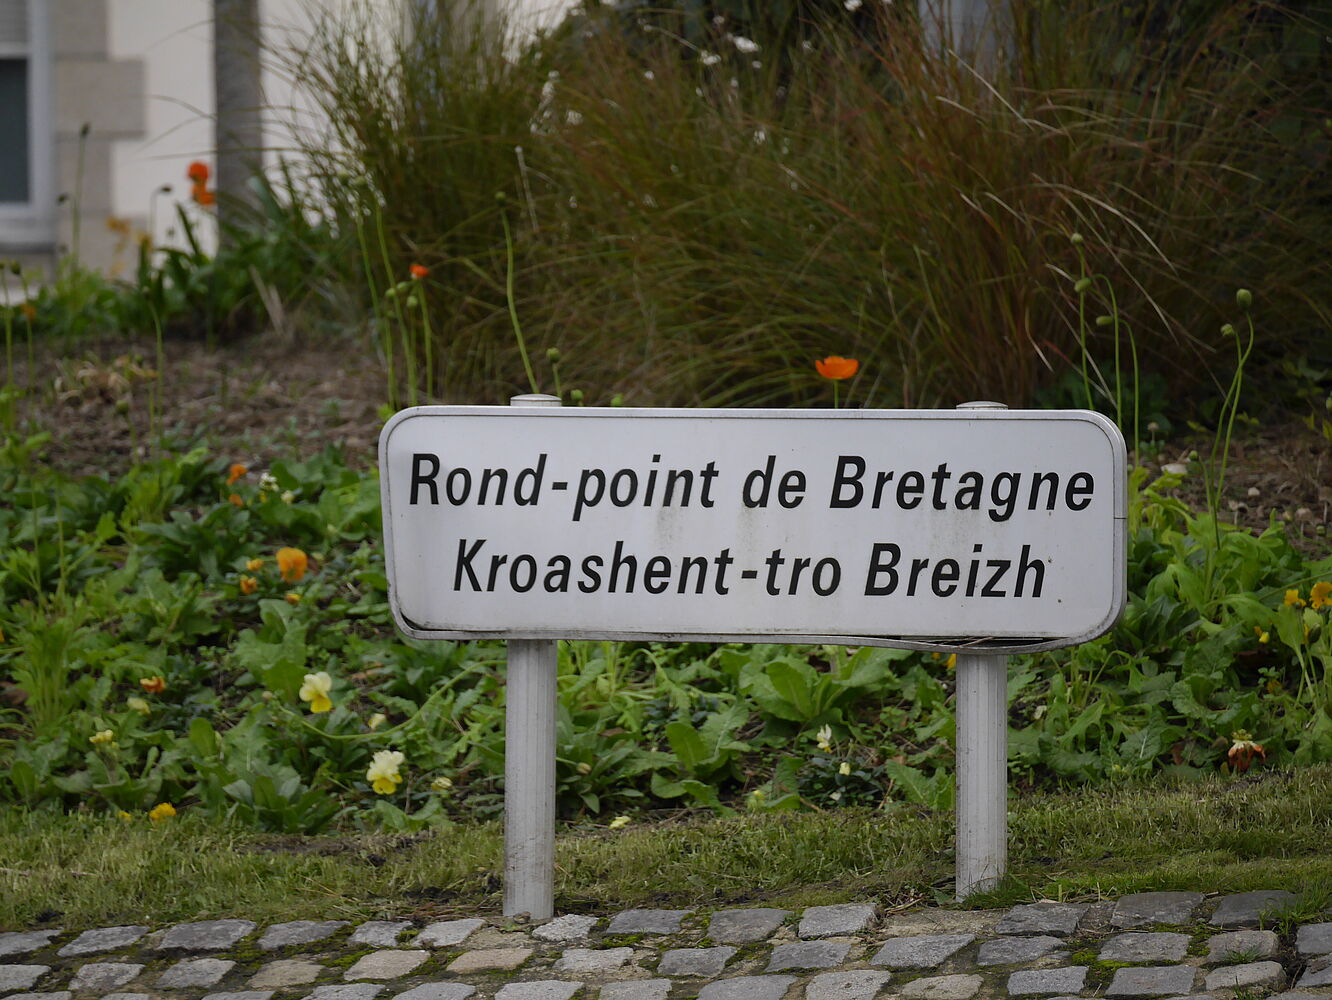 Rond-point de Bretagne
Kroashent-tro Breizh